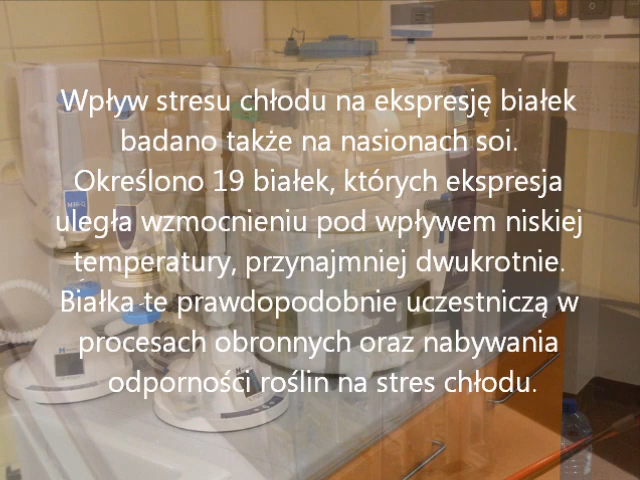 Wpływ stresu chłodu na ekspresję białek
badano także na nasionach soi.
Określono 19 białek, których ekspresja
uległa wzmocnieniu pod wpływem niskiej
temperatury, przynajmniej dwukrotnie.
Białka te prawdopodobnie uczestniczą w
procesach obronnych oraz nabywania
odporności roślin na stres chłodu.